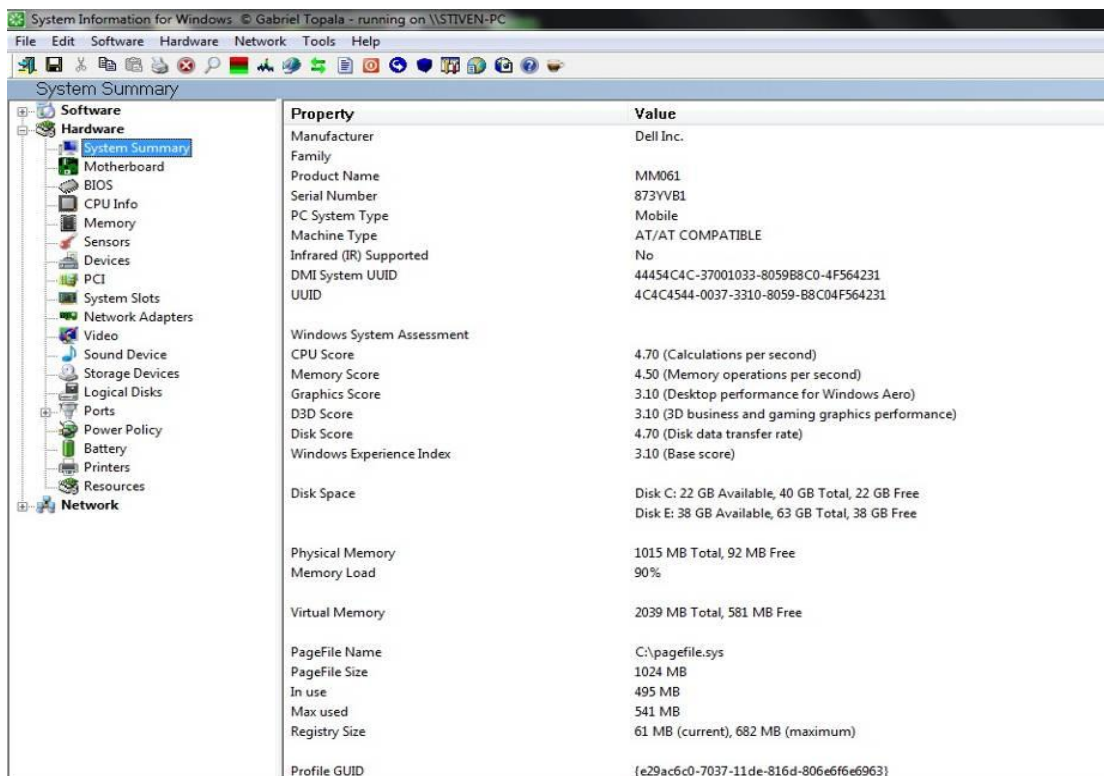 System Information for Windows © Gabriel Topala - running on \\STIVEN-PC
File Edit Software Hardware Network Tools Help
System Summary
Software
Hardware
System Summary
Motherboard
BIOS
CPU Info
Memory
Sensors
Devices
PCI
System Slots
Network Adapters
Video
Sound Device
Storage Devices
Logical Disks
Ports
Power Policy
Battery
Printers
Resources
Network
Property Value
Manufacturer Dell Inc.
Family
Product Name MM061
Serial Number 873YVB1
PC System Type Mobile
Machine Type AT/AT COMPATIBLE
Infrared (IR) Supported No
DMI System UUID 44454C4C-37001033-8059B8C0-4F564231
UUID 4C4C4544-0037-3310-8059-B8C04F564231
Windows System Assessment
CPU Score 4.70 (Calculations per second)
Memory Score 4.50 (Memory operations per second)
Graphics Score 3.10 (Desktop performance for Windows Aero)
D3D Score 3.10 (3D business and gaming graphics performance)
Disk Score 4.70 (Disk data transfer rate)
Windows Experience Index 3.10 (Base score)
Disk Space Disk C: 22 GB Available, 40 GB Total, 22 GB Free
Disk E: 38 GB Available, 63 GB Total, 38 GB Free
Physical Memory 1015 MB Total, 92 MB Free
Memory Load 90%
Virtual Memory 2039 MB Total, 581 MB Free
PageFile Name C:\pagefile.sys
PageFile Size 1024 MB
In use 495 MB
Max used 541 MB
Registry Size 61 MB (current), 682 MB (maximum)
Profile GUID {e29ac6c0-7037-11de-816d-806e6f6e6963}